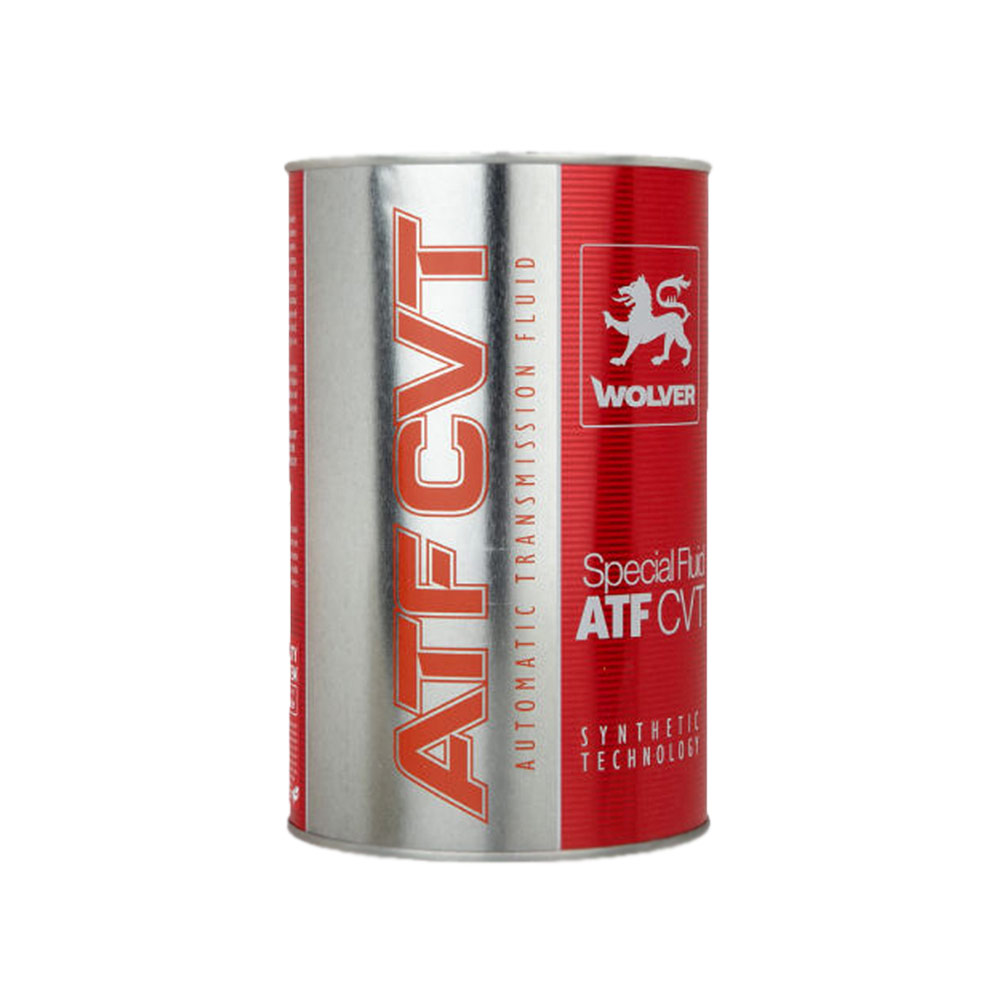 ATF CVT
AUTOMATIC TRANSMISSION FLUID
WOLVER
Special Fluid
ATF CVT
SYNTHETIC
TECHNOLOGY